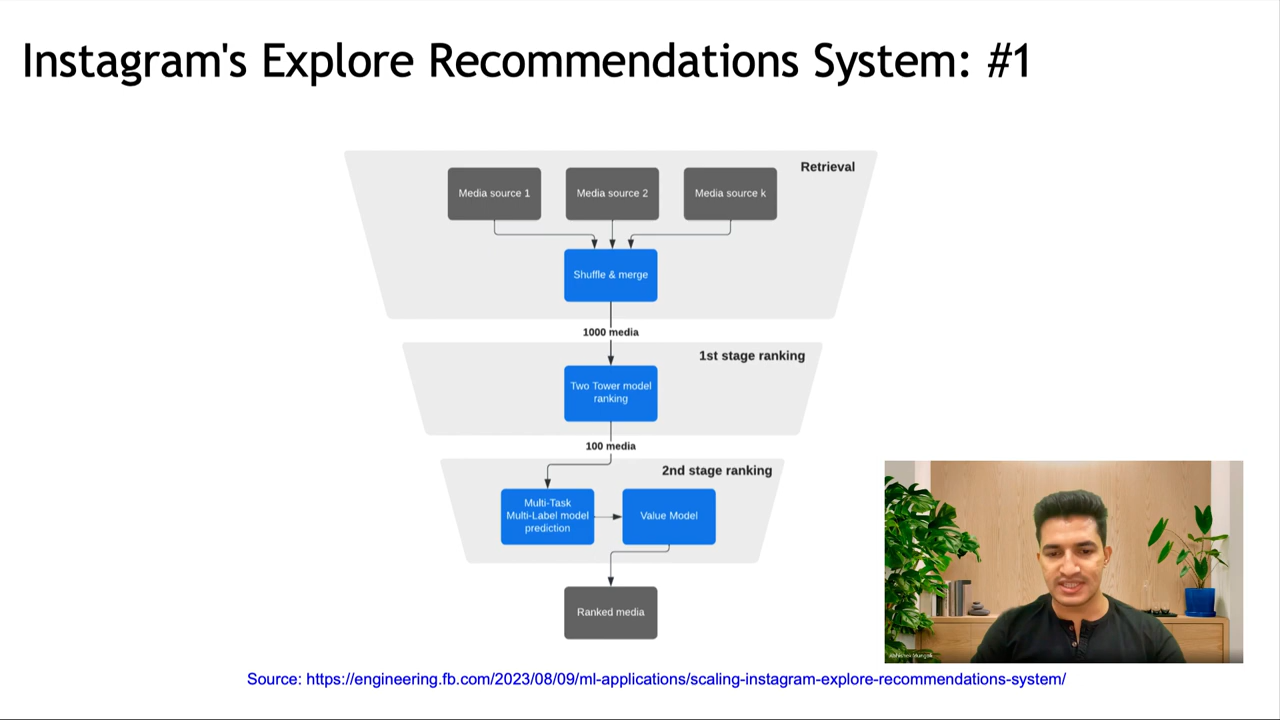 Instagram's Explore Recommendations System: #1
Retrieval
Media source 1
Media source 2
Media source k
Shuffle & merge
1000 media
1st stage ranking
Two Tower model
ranking
100 media
2nd stage ranking
Multi-Task
Multi-Label model
prediction
Value Model
Ranked media
Source: https://engineering.fb.com/2023/08/09/ml-applications/scaling-instagram-explore-recommendations-system/